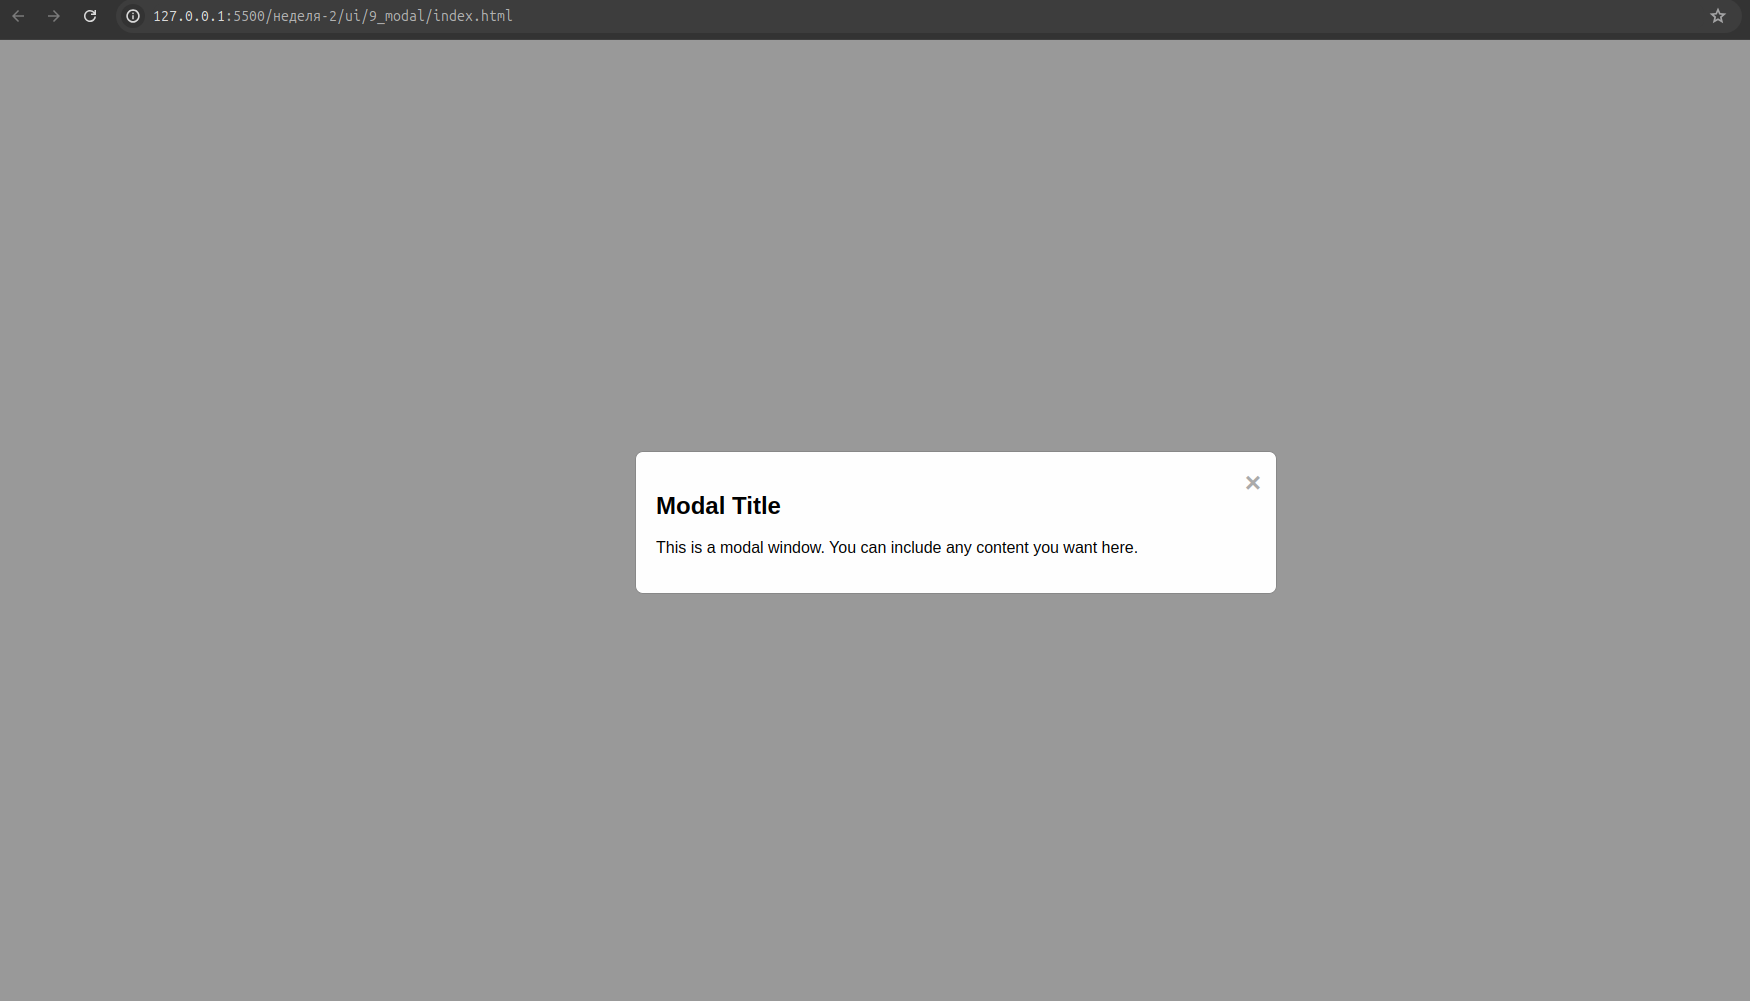 127.0.0.1:5500/неделя-2/ui/9_modal/index.html
×
Modal Title
This is a modal window. You can include any content you want here.